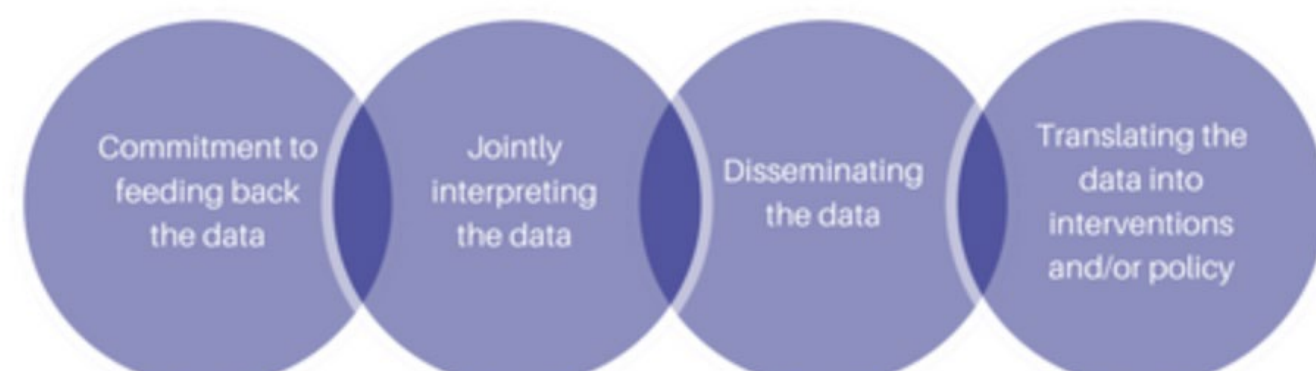 Commitment to
feeding back
the data
Jointly
interpreting
the data
Disseminating
the data
Translating the
data into
interventions
and/or policy